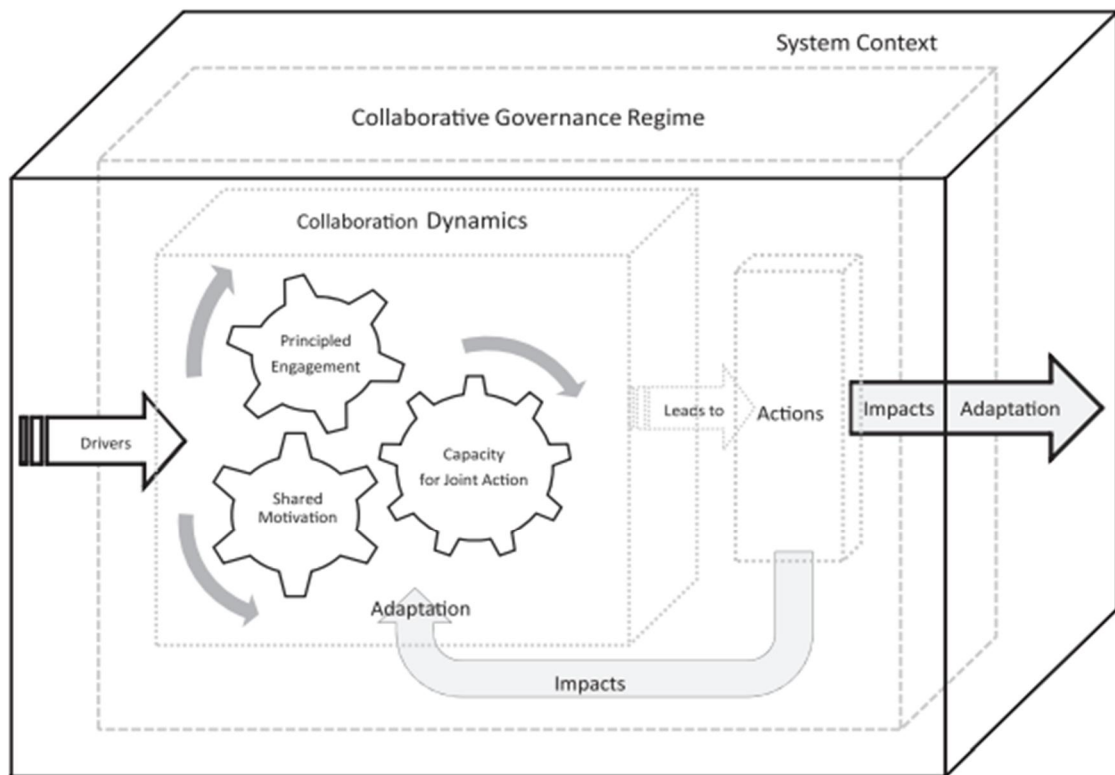 System Context
Collaborative Governance Regime
Collaboration Dynamics
Principled
Engagement
Capacity
for Joint Action
Shared
Motivation
Drivers
Leads to
Actions
Impacts
Adaptation
Adaptation
Impacts